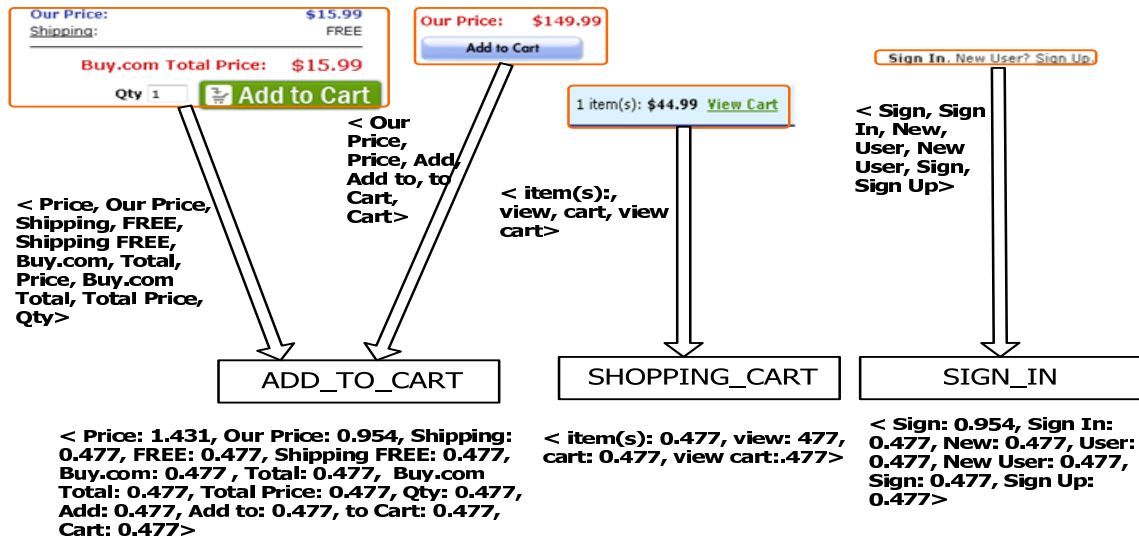 Our Price: $15.99
Shipping: FREE
Buy.com Total Price: $15.99
Qty 1 Add to Cart
Our Price: $149.99
Add to Cart
1 item(s): $44.99 View Cart
Sign In. New User? Sign Up.
< Price, Our Price,
Shipping, FREE,
Shipping FREE,
Buy.com, Total,
Price, Buy.com
Total, Total Price,
Qty>
< Our
Price,
Price, Add,
Add to, to
Cart,
Cart>
< item(s):,
view, cart, view
cart>
< Sign, Sign
In, New,
User, New
User, Sign,
Sign Up>
ADD_TO_CART
SHOPPING_CART
SIGN_IN
< Price: 1.431, Our Price: 0.954, Shipping:
0.477, FREE: 0.477, Shipping FREE: 0.477,
Buy.com: 0.477 , Total: 0.477, Buy.com
Total: 0.477, Total Price: 0.477, Qty: 0.477,
Add: 0.477, Add to: 0.477, to Cart: 0.477,
Cart: 0.477>
< item(s): 0.477, view: 477,
cart: 0.477, view cart:.477>
< Sign: 0.954, Sign In:
0.477, New: 0.477, User:
0.477, New User: 0.477,
Sign: 0.477, Sign Up:
0.477>